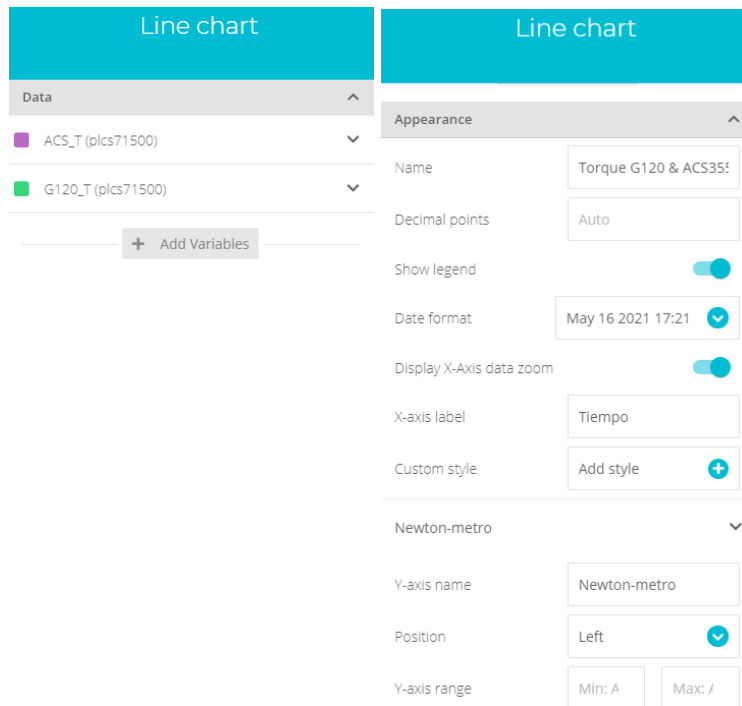 Line chart
Data
ACS_T (plcs71500)
G120_T (plcs71500)
+ Add Variables
Line chart
Appearance
Name Torque G120 & ACS355
Decimal points Auto
Show legend
Date format May 16 2021 17:21
Display X-Axis data zoom
X-axis label Tiempo
Custom style Add style
Newton-metro
Y-axis name Newton-metro
Position Left
Y-axis range Min: A Max: A